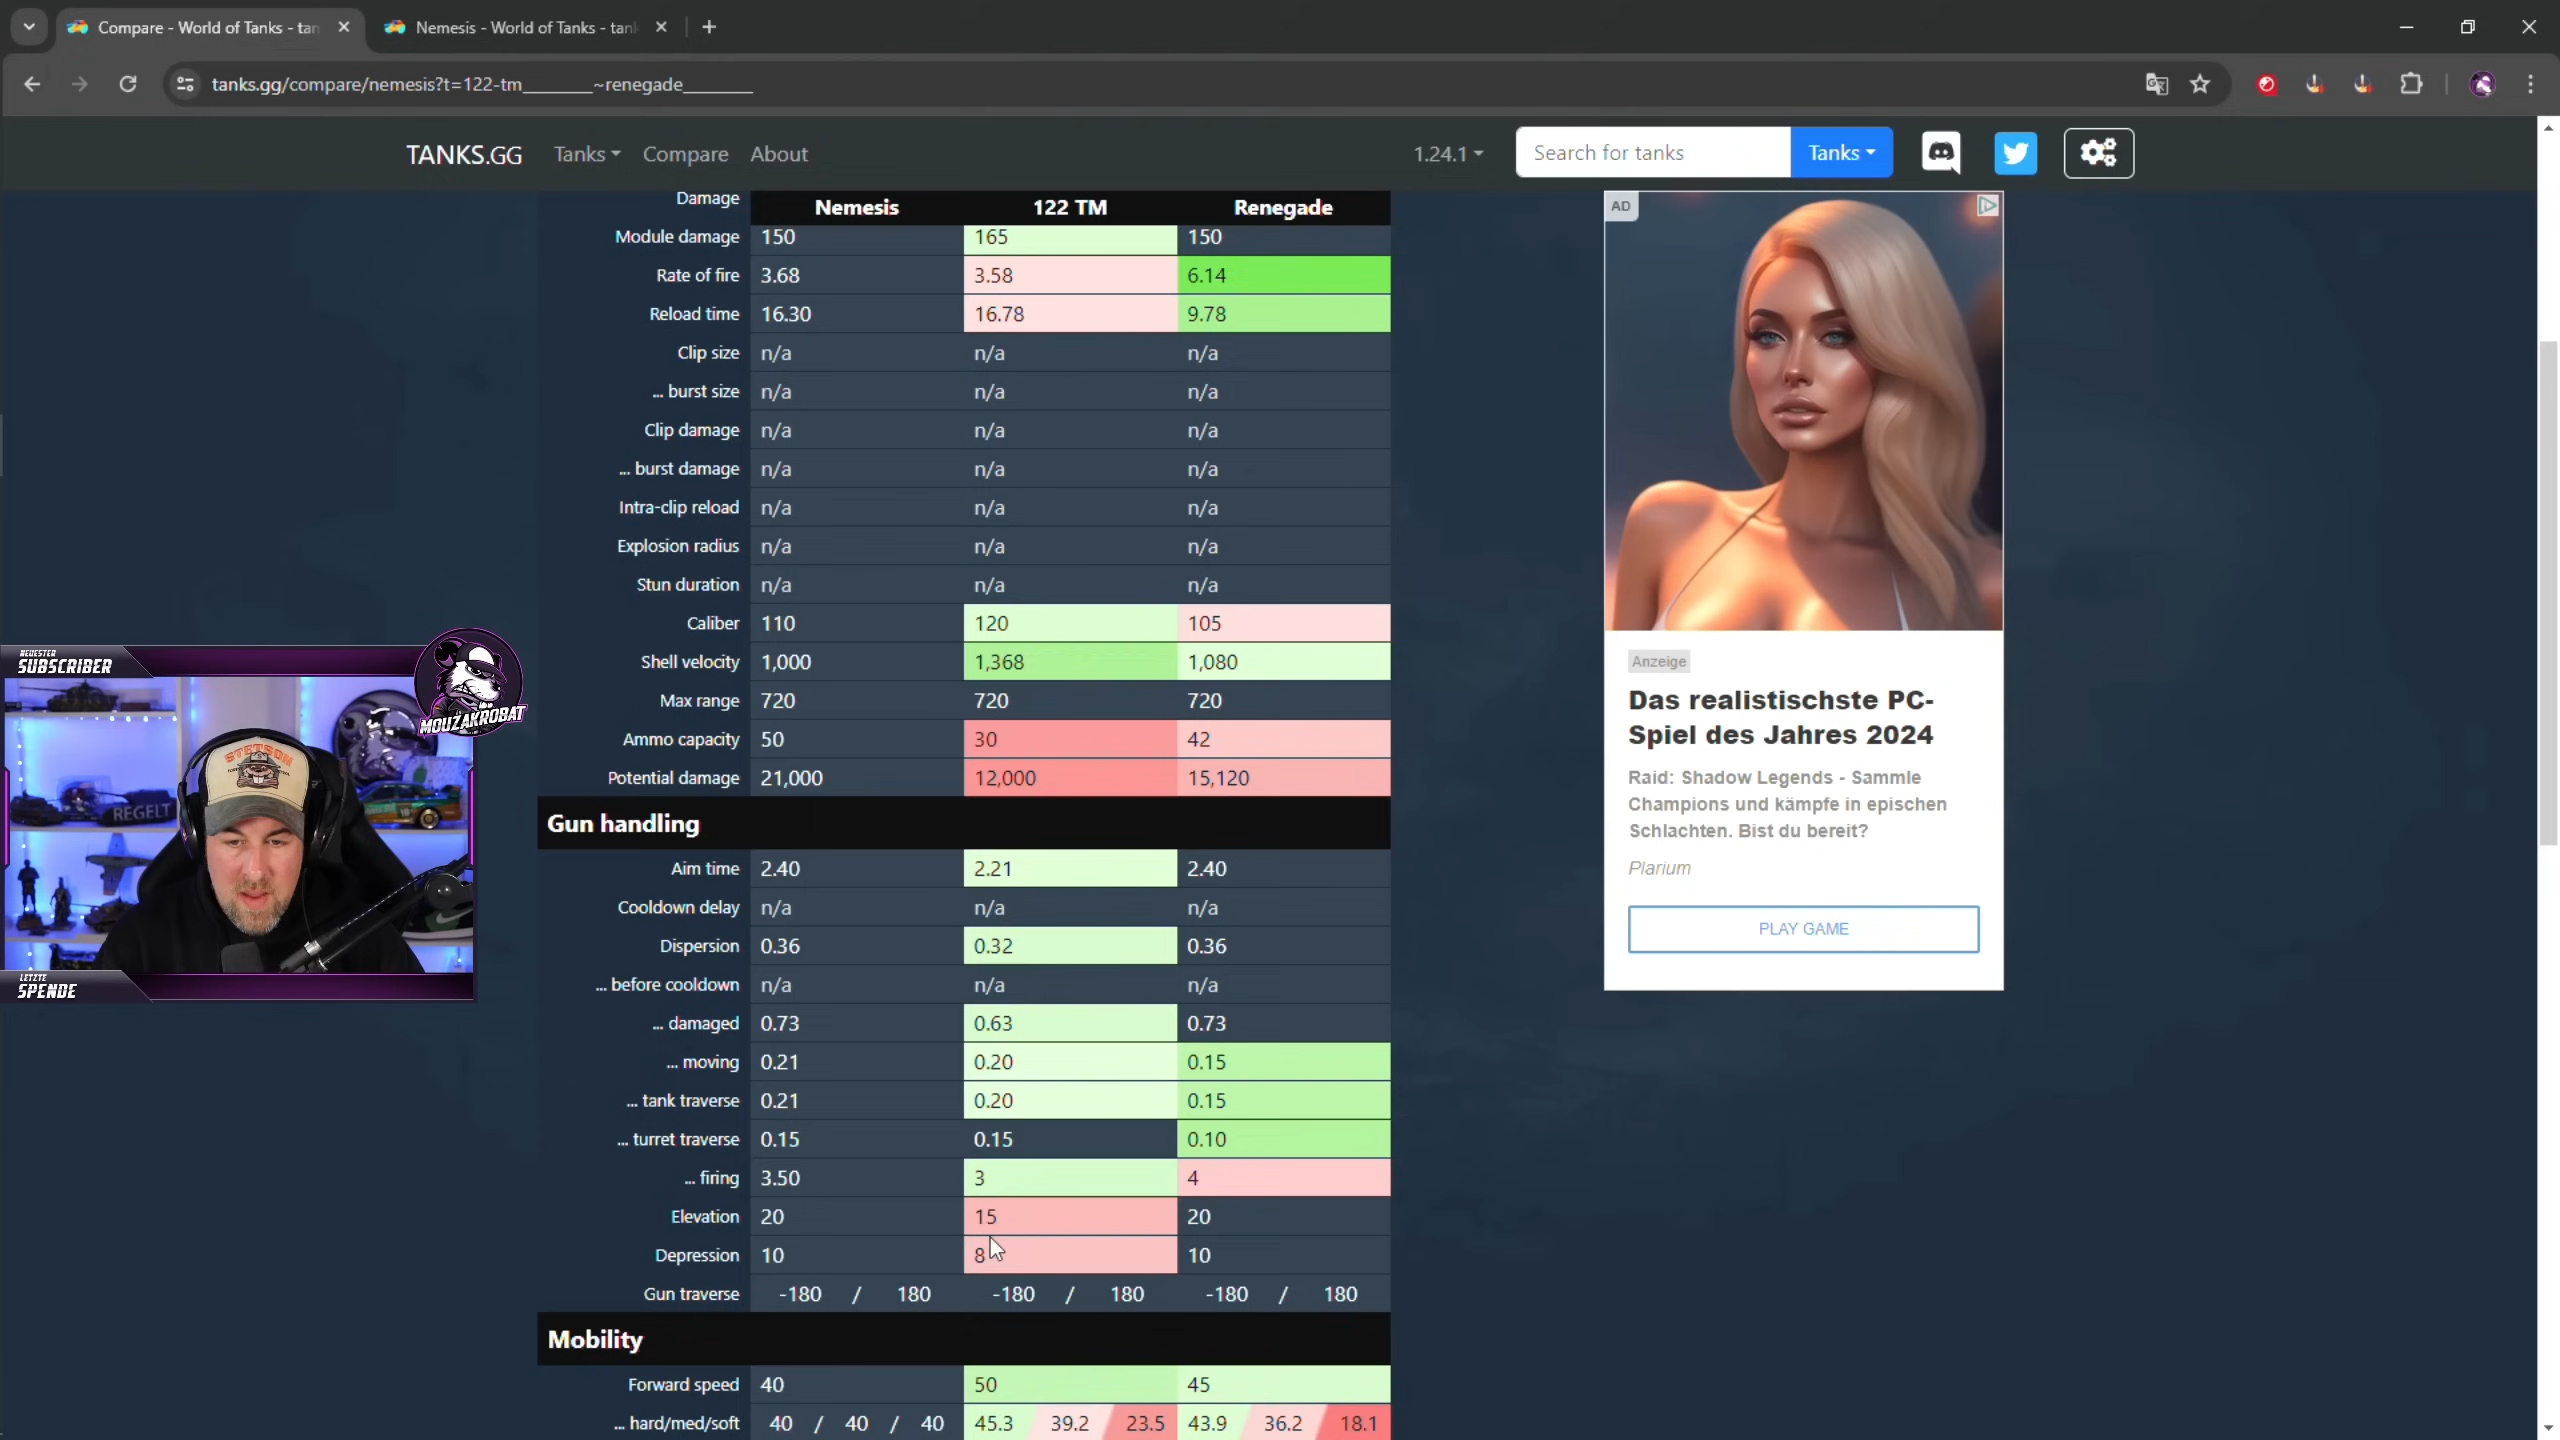 Compare - World of Tanks - tan
Nemesis - World of Tanks - tank
tanks.gg/compare/nemesis?t=122-tm________~renegade________
TANKS.GG Tanks Compare About 1.24.1 Search for tanks Tanks
Damage Nemesis 122 TM Renegade
Module damage 150 165 150
Rate of fire 3.68 3.58 6.14
Reload time 16.30 16.78 9.78
Clip size n/a n/a n/a
... burst size n/a n/a n/a
Clip damage n/a n/a n/a
... burst damage n/a n/a n/a
Intra-clip reload n/a n/a n/a
Explosion radius n/a n/a n/a
Stun duration n/a n/a n/a
Caliber 110 120 105
Shell velocity 1,000 1,368 1,080
Max range 720 720 720
Ammo capacity 50 30 42
Potential damage 21,000 12,000 15,120
Gun handling
Aim time 2.40 2.21 2.40
Cooldown delay n/a n/a n/a
Dispersion 0.36 0.32 0.36
... before cooldown n/a n/a n/a
... damaged 0.73 0.63 0.73
... moving 0.21 0.20 0.15
... tank traverse 0.21 0.20 0.15
... turret traverse 0.15 0.15 0.10
... firing 3.50 3 4
Elevation 20 15 20
Depression 10 8 10
Gun traverse -180 / 180 -180 / 180 -180 / 180
Mobility
Forward speed 40 50 45
... hard/med/soft 40 / 40 / 40 45.3 39.2 23.5 43.9 36.2 18.1
AD
Anzeige
Das realistischste PC-
Spiel des Jahres 2024
Raid: Shadow Legends - Sammle
Champions und kämpfe in epischen
Schlachten. Bist du bereit?
Plarium
PLAY GAME
NEUESTER
SUBSCRIBER
MOUZAKROBAT
REGELT
STETSON
LETZTE
SPENDE